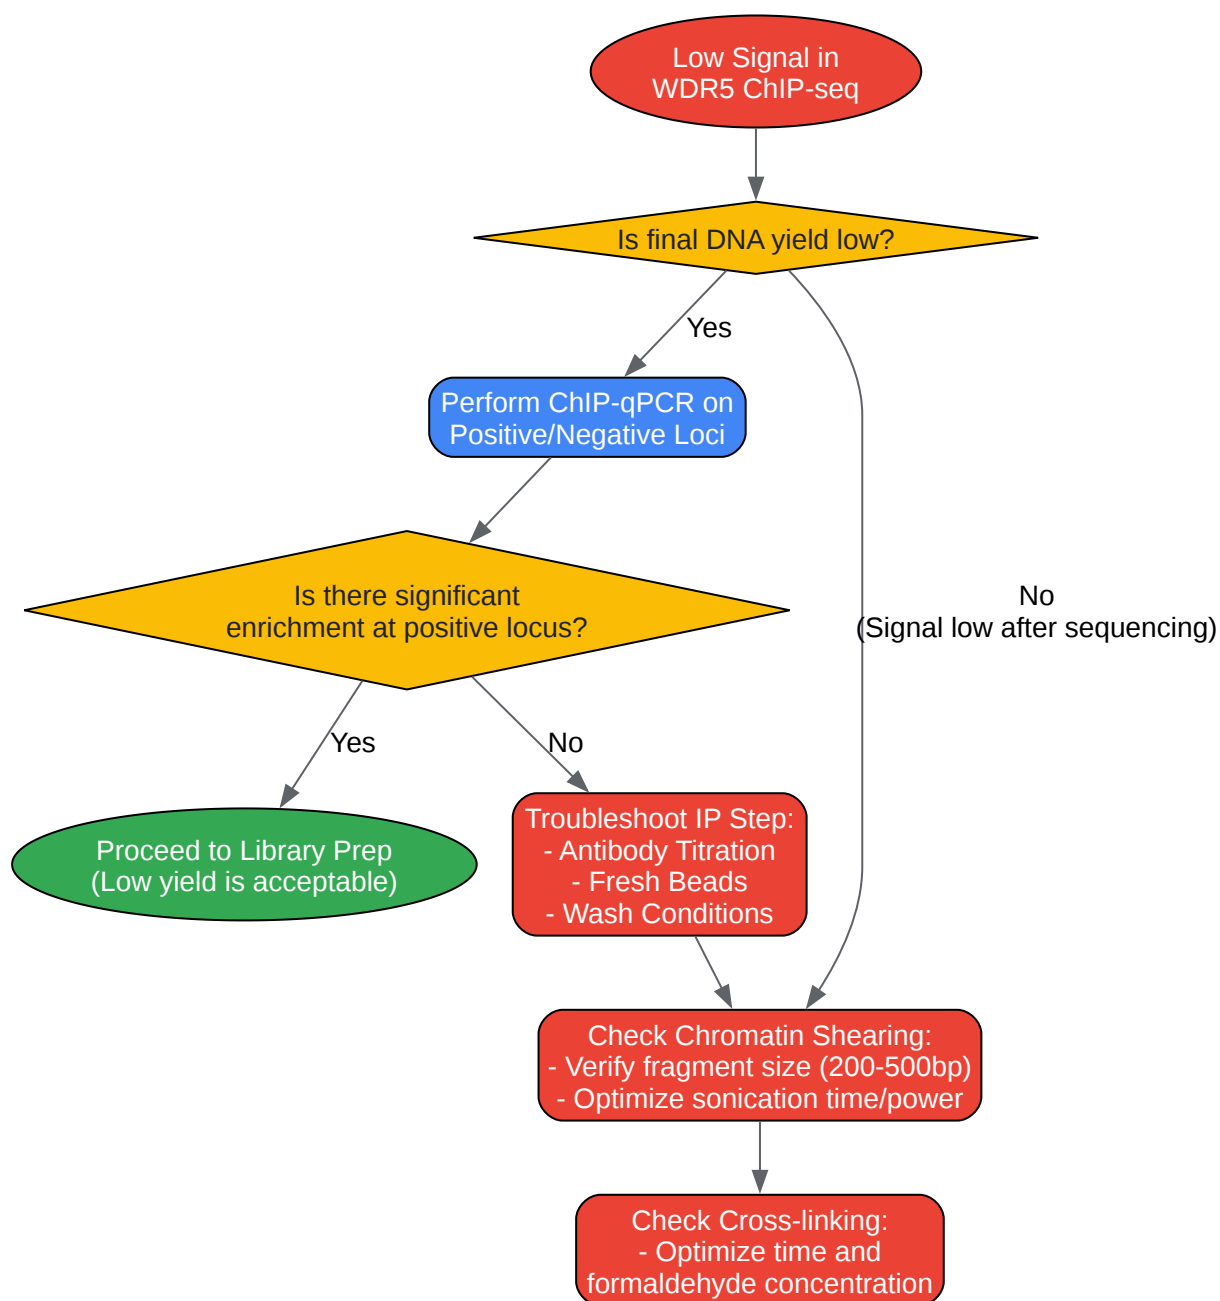 Low Signal in
WDR5 ChIP-seq
Is final DNA yield low?
Yes
Perform ChIP-qPCR on
Positive/Negative Loci
Is there significant
enrichment at positive locus?
No
(Signal low after sequencing)
Yes
No
Troubleshoot IP Step:
- Antibody Titration
- Fresh Beads
- Wash Conditions
Proceed to Library Prep
(Low yield is acceptable)
Check Chromatin Shearing:
- Verify fragment size (200-500bp)
- Optimize sonication time/power
Check Cross-linking:
- Optimize time and
formaldehyde concentration